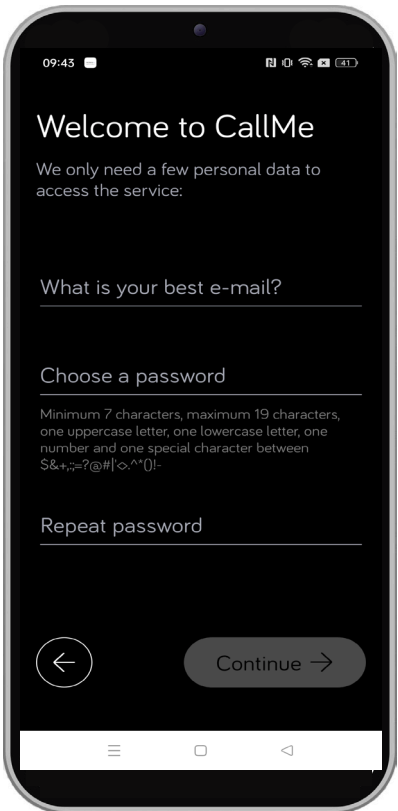 09:43
41
Welcome to CallMe
We only need a few personal data to
access the service:
What is your best e-mail?
Choose a password
Minimum 7 characters, maximum 19 characters,
one uppercase letter, one lowercase letter, one
number and one special character between
$&+,:;=?@#|'<>.^*()!-
Repeat password
Continue →